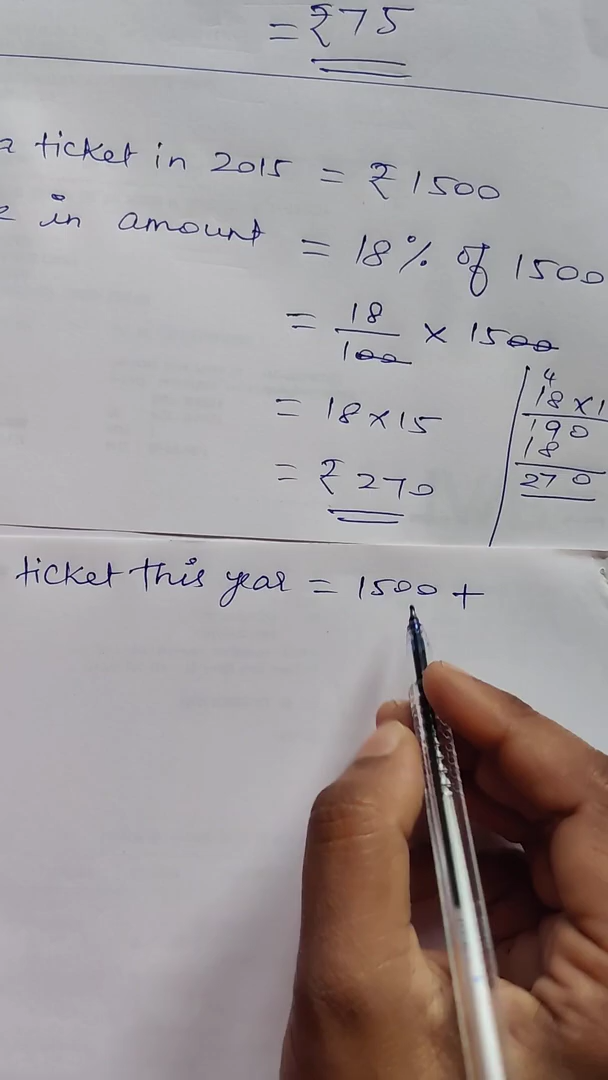 = ₹75
a ticket in 2015 = ₹1500
in amount = 18% of 1500
= 18/100 × 1500
= 18×15
= ₹270
4
18×1
190
18
270
ticket this year = 1500 +